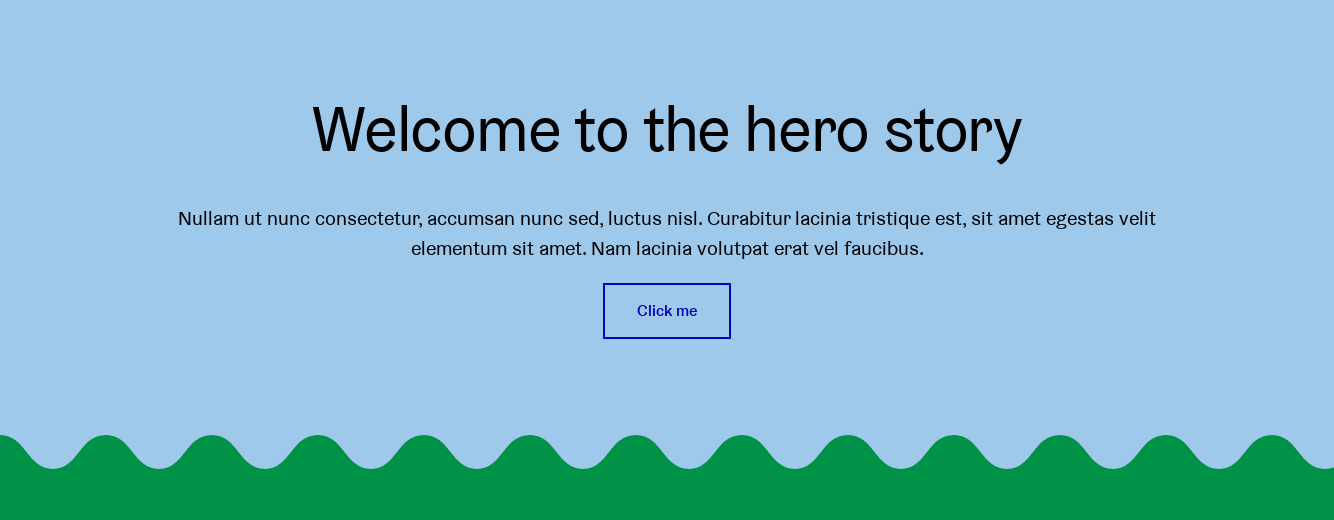 Welcome to the hero story
Nullam ut nunc consectetur, accumsan nunc sed, luctus nisl. Curabitur lacinia tristique est, sit amet egestas velit
elementum sit amet. Nam lacinia volutpat erat vel faucibus.
Click me